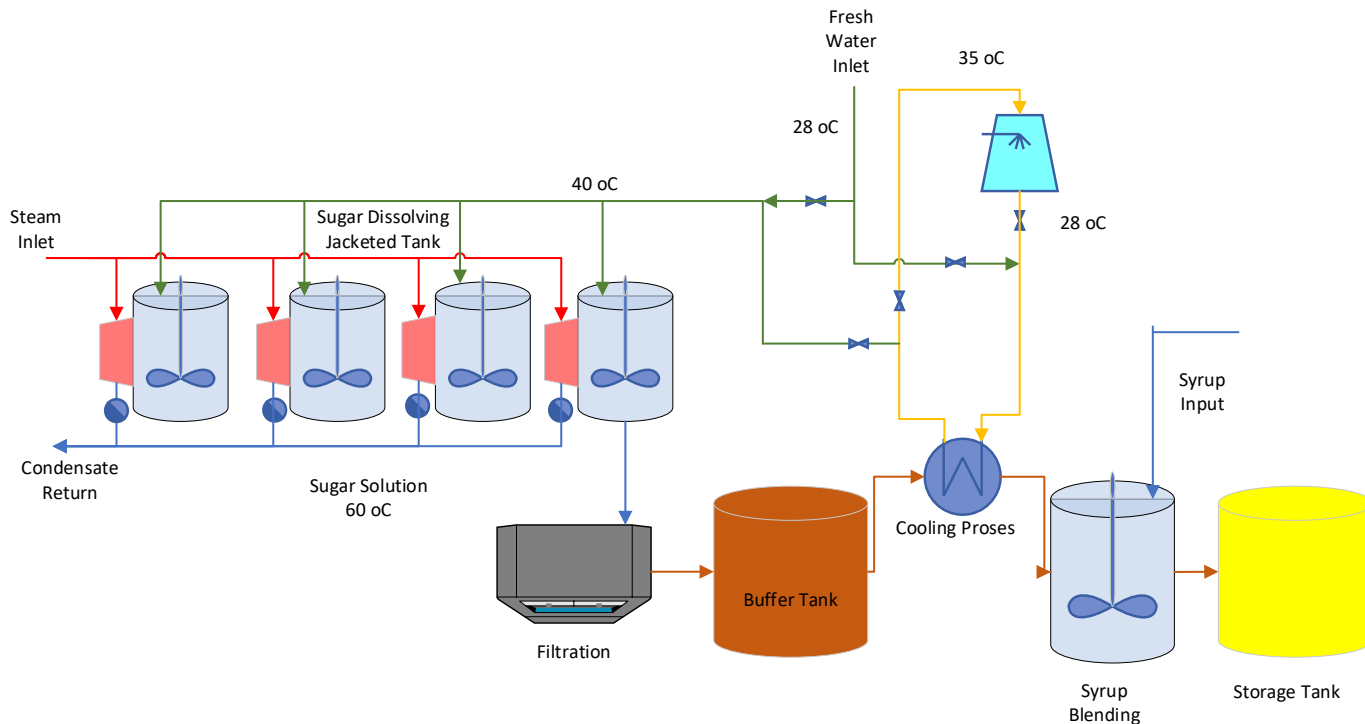 Fresh
Water
Inlet
35 oC
28 oC
40 oC
Steam
Inlet
Sugar Dissolving
Jacketed Tank
28 oC
Syrup
Input
Condensate
Return
Sugar Solution
60 oC
Cooling Proses
Buffer Tank
Filtration
Syrup
Blending
Storage Tank